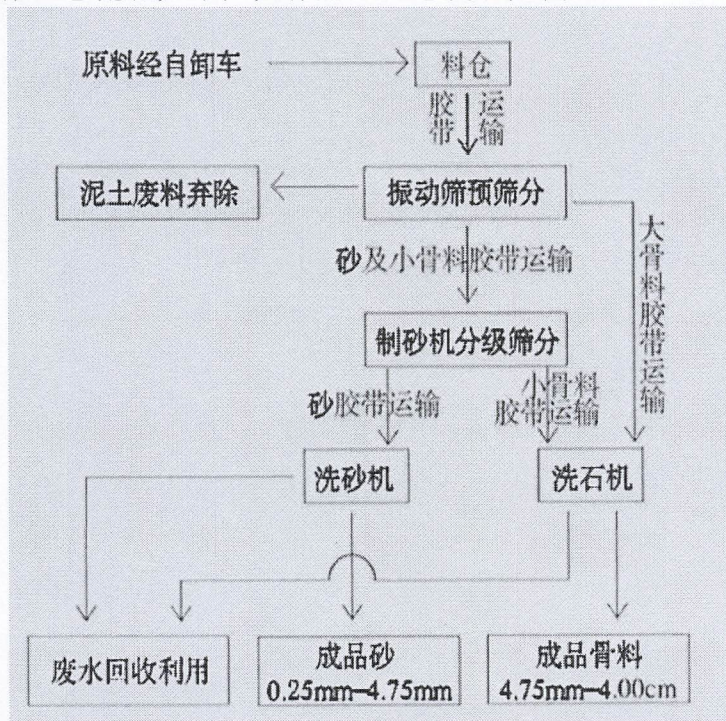 原料经自卸车
料仓
胶带 运输
泥土废料弃除
振动筛预筛分
砂及小骨料胶带运输
大骨料胶带运输
制砂机分级筛分
砂胶带运输
小骨料
胶带运输
洗砂机
洗石机
废水回收利用
成品砂
0.25mm—4.75mm
成品骨料
4.75mm—4.00cm